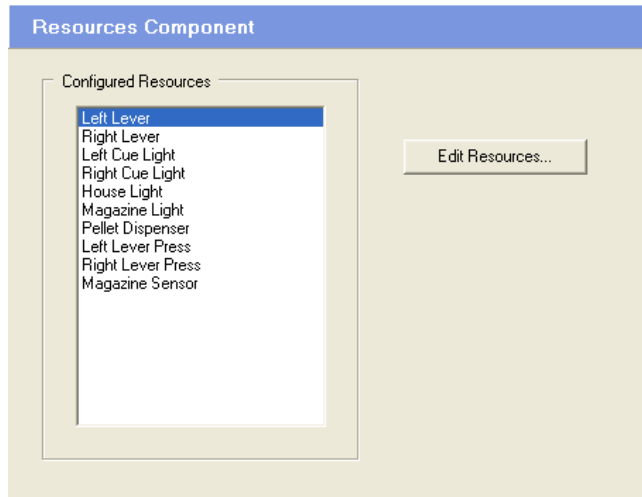 Resources Component
Configured Resources
Left Lever
Right Lever
Left Cue Light
Right Cue Light
House Light
Magazine Light
Pellet Dispenser
Left Lever Press
Right Lever Press
Magazine Sensor
Edit Resources...